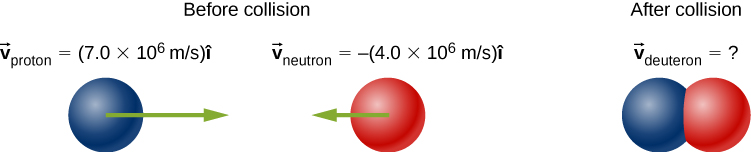 Before collision
After collision
v⃗proton = (7.0 × 10⁶ m/s)î
v⃗neutron = –(4.0 × 10⁶ m/s)î
v⃗deuteron = ?